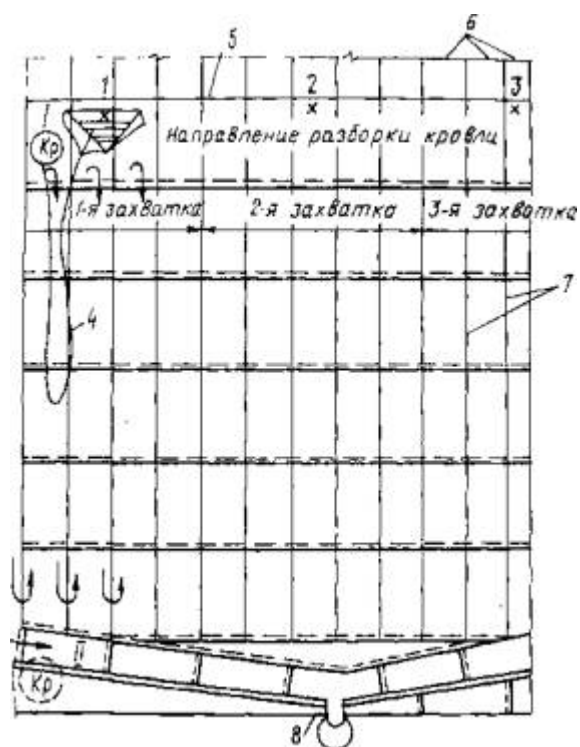 6
5
1
2
3
Кр
Направление разборки кровли
1-я захватка
2-я захватка
3-я захватка
7
4
Кр
8